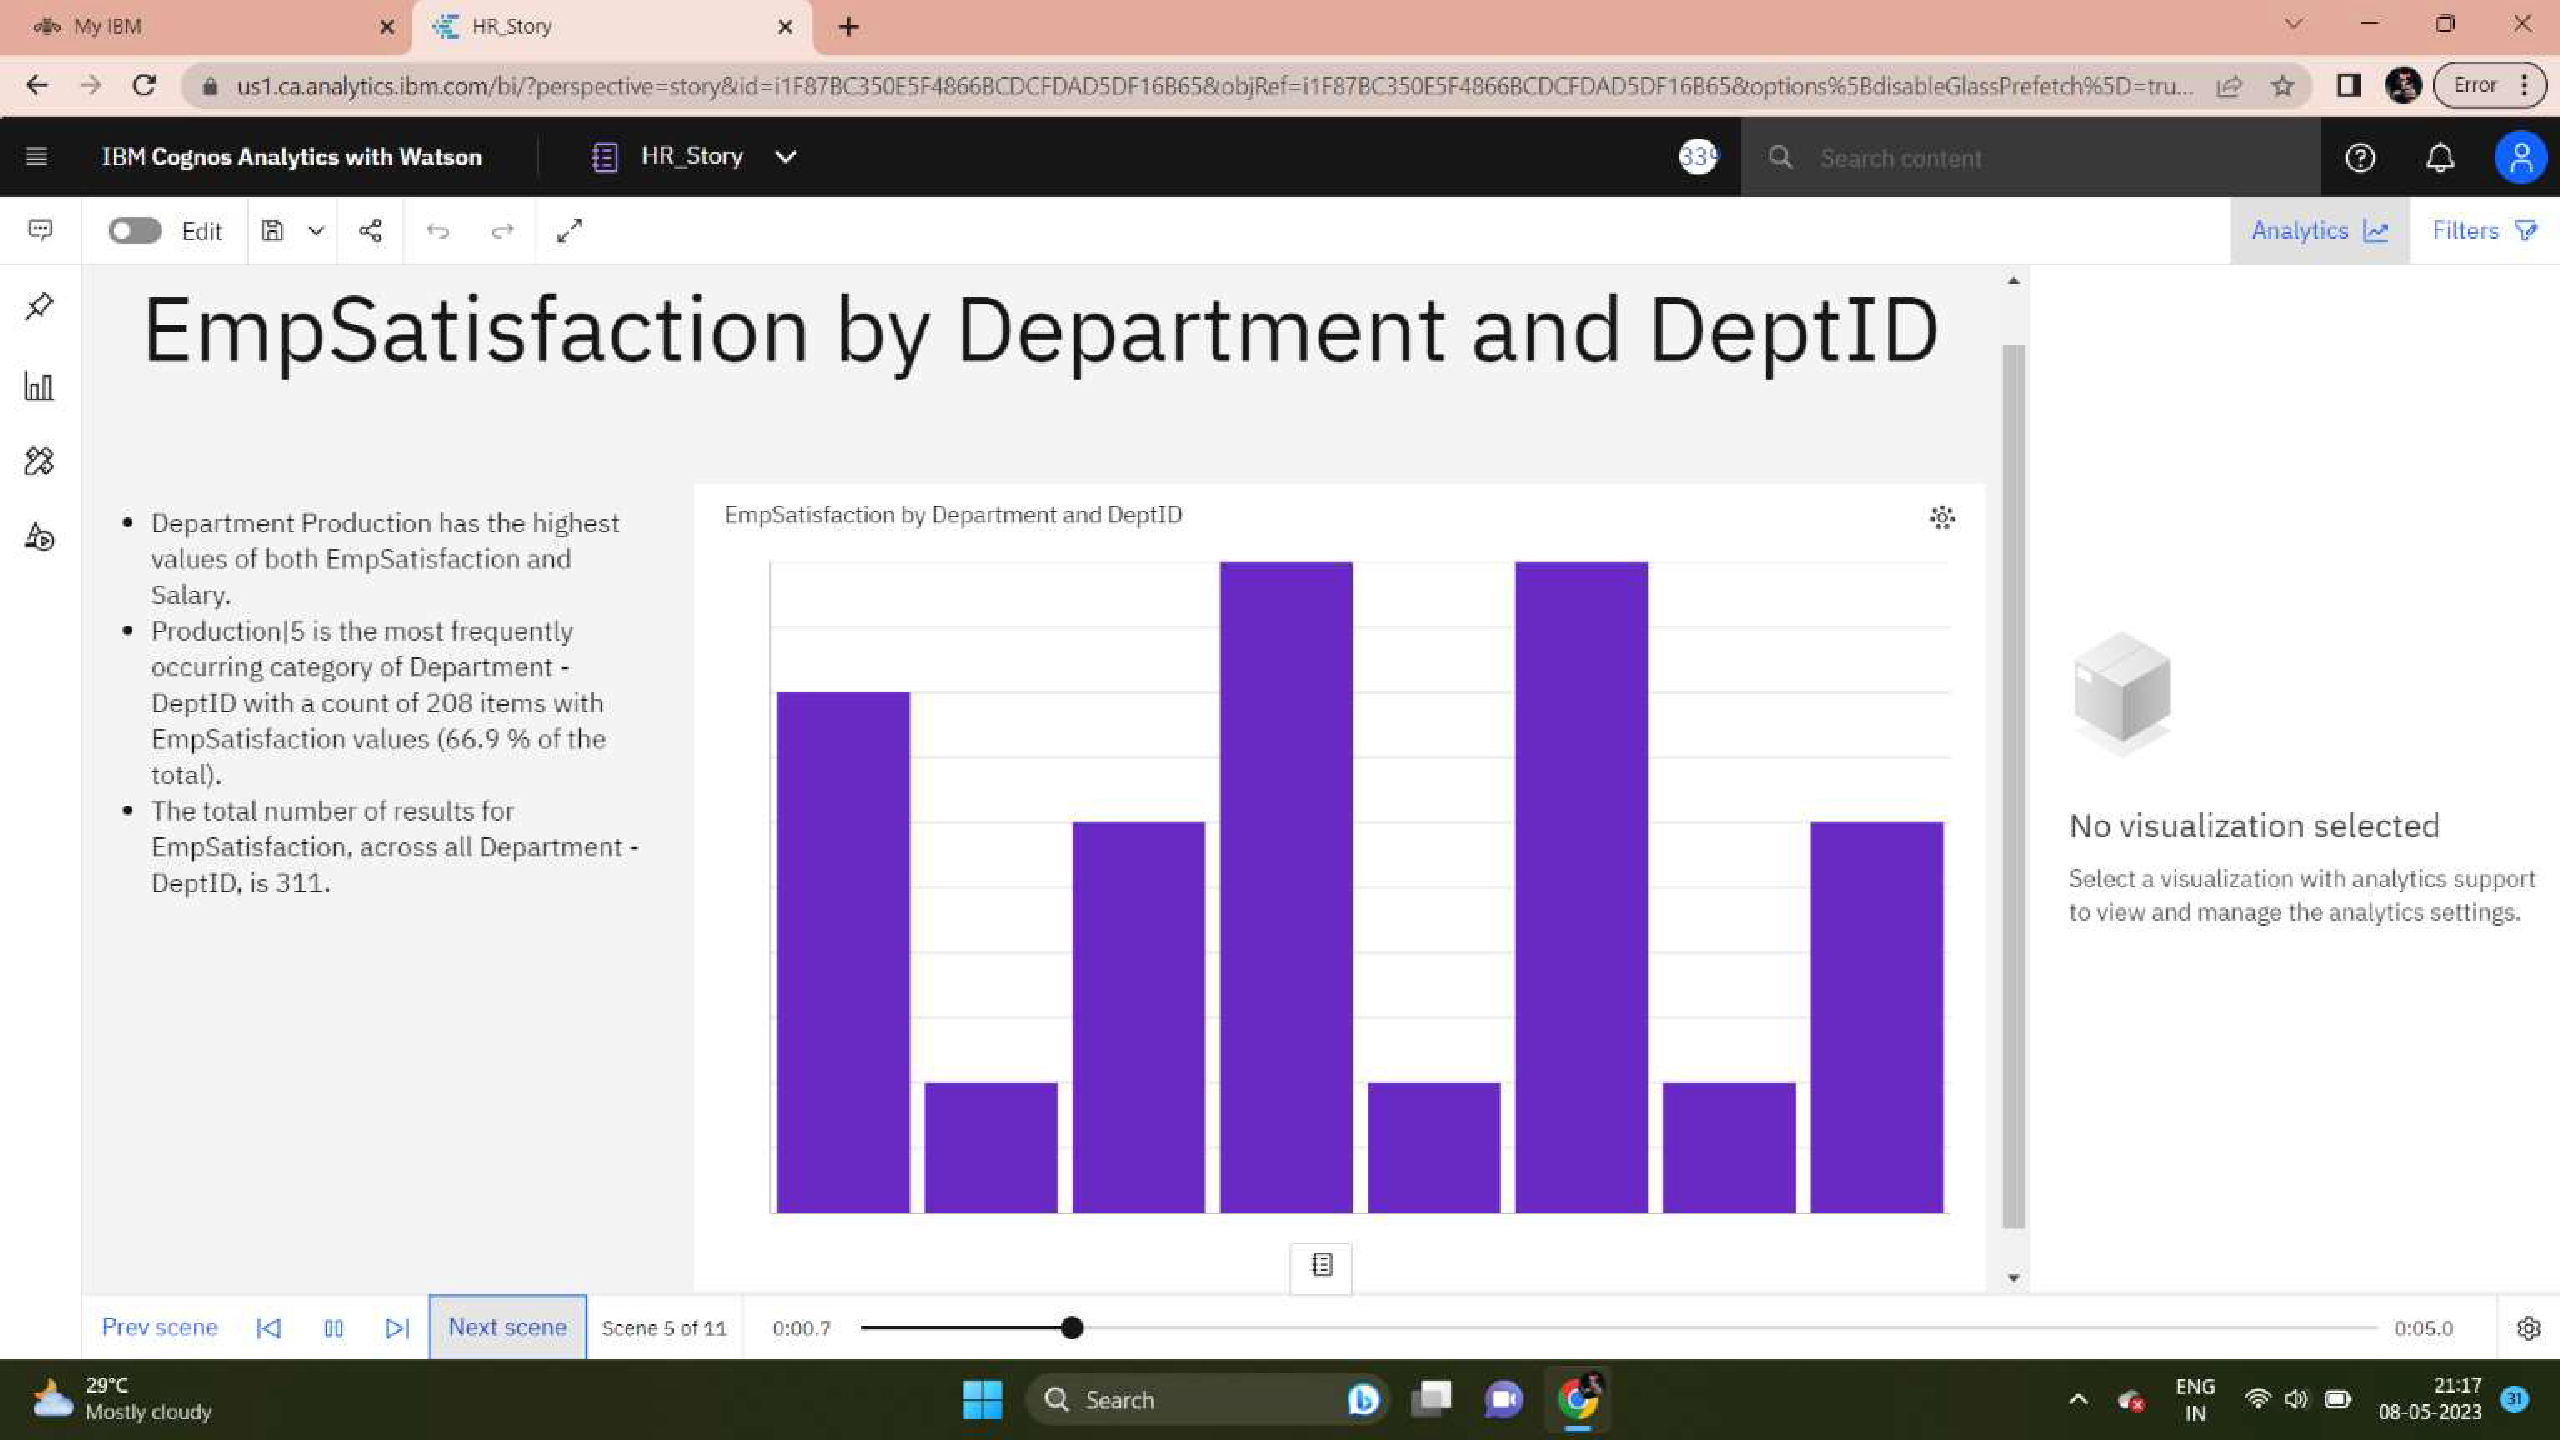 My IBM
HR_Story
us1.ca.analytics.ibm.com/bi/?perspective=story&id=i1F87BC350E5F4866BCDCFDAD5DF16B65&objRef=i1F87BC350E5F4866BCDCFDAD5DF16B65&options%5BdisableGlassPrefetch%5D=tru...
Error
IBM Cognos Analytics with Watson
HR_Story
339
Search content
Edit
Analytics
Filters
EmpSatisfaction by Department and DeptID
• Department Production has the highest
values of both EmpSatisfaction and
Salary.
• Production|5 is the most frequently
occurring category of Department -
DeptID with a count of 208 items with
EmpSatisfaction values (66.9 % of the
total).
• The total number of results for
EmpSatisfaction, across all Department -
DeptID, is 311.
EmpSatisfaction by Department and DeptID
No visualization selected
Select a visualization with analytics support
to view and manage the analytics settings.
Prev scene
Next scene
Scene 5 of 11
0:00.7
0:05.0
29°C
Mostly cloudy
Search
ENG
IN
21:17
08-05-2023
31